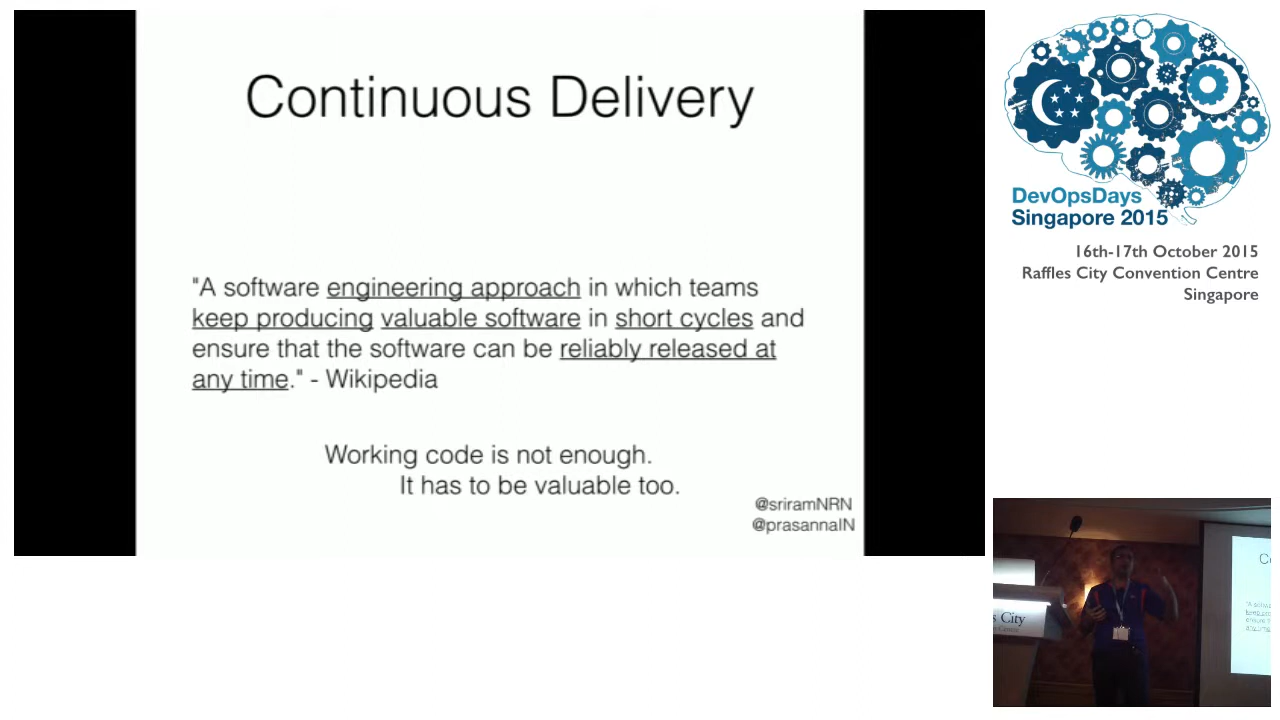 Continuous Delivery
"A software engineering approach in which teams
keep producing valuable software in short cycles and
ensure that the software can be reliably released at
any time." - Wikipedia
Working code is not enough.
It has to be valuable too.
@sriramNRN
@prasannaIN
DevOpsDays
Singapore 2015
16th-17th October 2015
Raffles City Convention Centre
Singapore
City